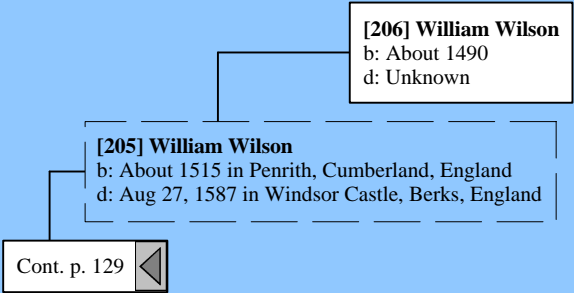 [206] William Wilson
b: About 1490
d: Unknown
[205] William Wilson
b: About 1515 in Penrith, Cumberland, England
d: Aug 27, 1587 in Windsor Castle, Berks, England
Cont. p. 129